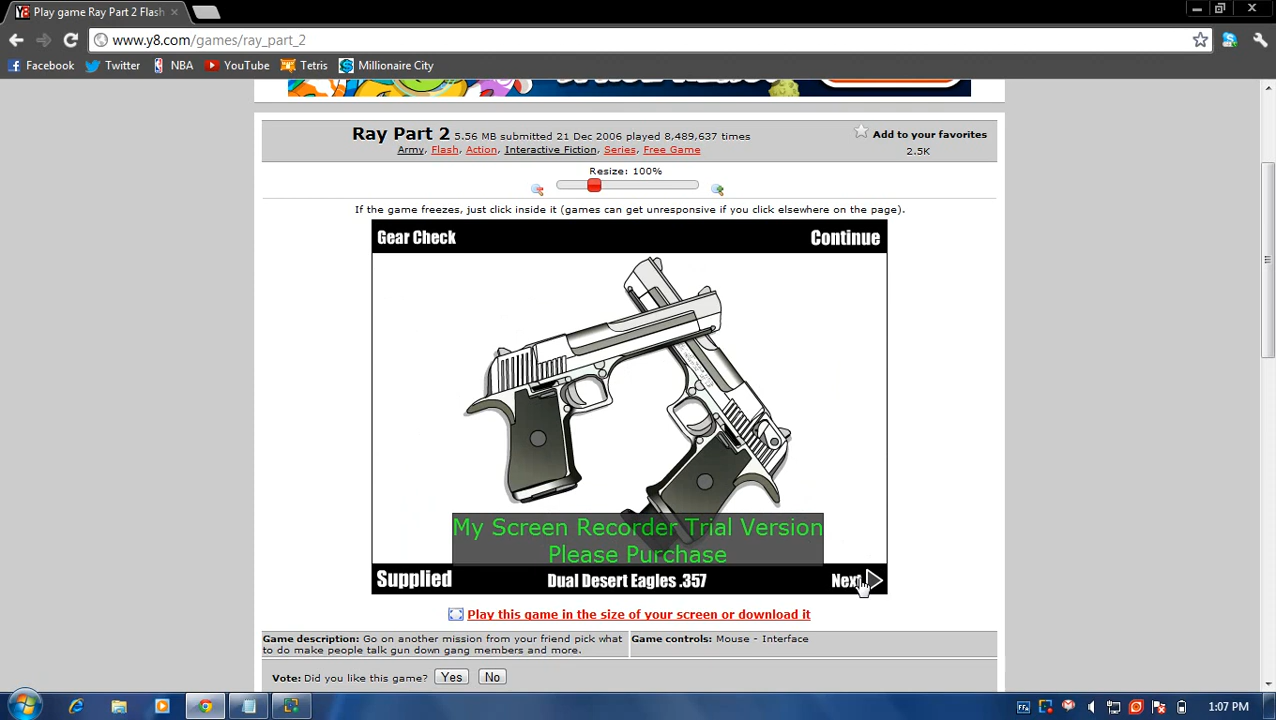 Play game Ray Part 2 Flash
www.y8.com/games/ray_part_2
Facebook Twitter NBA YouTube Tetris Millionaire City
Ray Part 2 5.56 MB submitted 21 Dec 2006 played 8,489,637 times
Add to your favorites
Army, Flash, Action, Interactive Fiction, Series, Free Game
2.5K
Resize: 100%
If the game freezes, just click inside it (games can get unresponsive if you click elsewhere on the page).
Gear Check Continue
My Screen Recorder Trial Version
Please Purchase
Supplied Dual Desert Eagles .357 Next
Play this game in the size of your screen or download it
Game description: Go on another mission from your friend pick what
to do make people talk gun down gang members and more.
Game controls: Mouse - Interface
Vote: Did you like this game? Yes No
1:07 PM